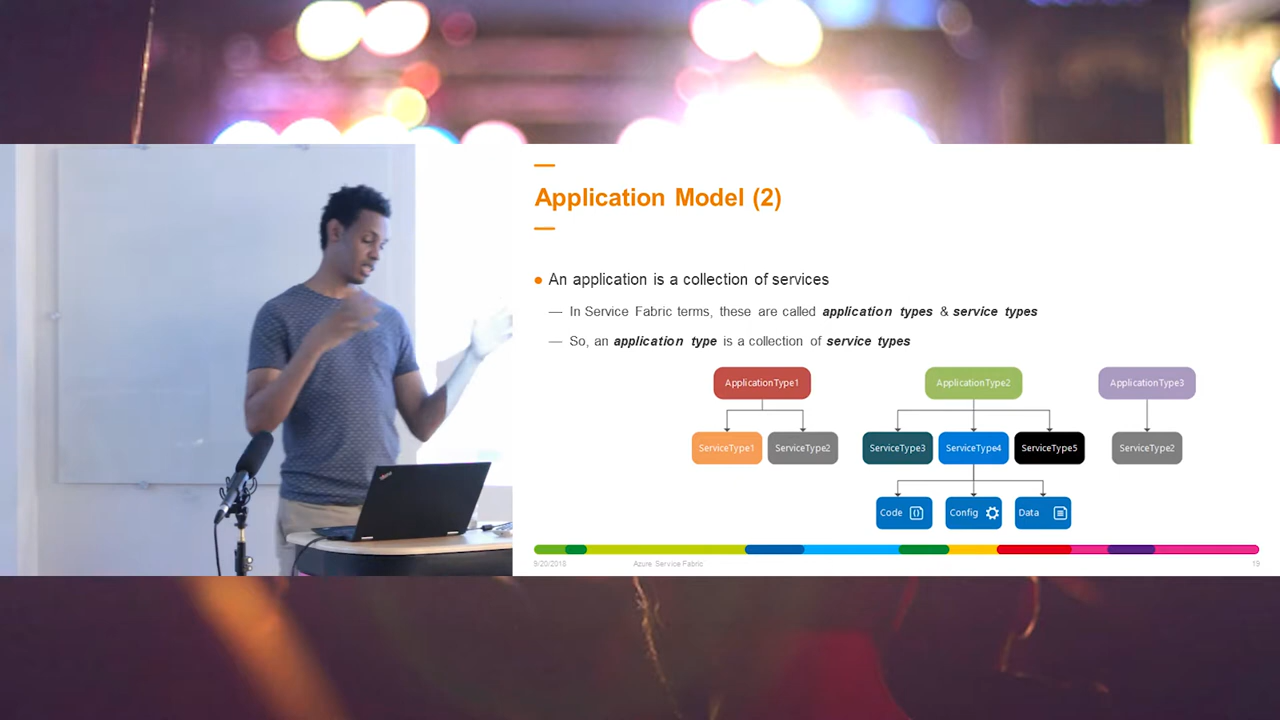 Application Model (2)
An application is a collection of services
— In Service Fabric terms, these are called application types & service types
— So, an application type is a collection of service types
ApplicationType1
ApplicationType2
ApplicationType3
ServiceType1
ServiceType2
ServiceType3
ServiceType4
ServiceType5
ServiceType2
Code
Config
Data
9/20/2018
Azure Service Fabric
19